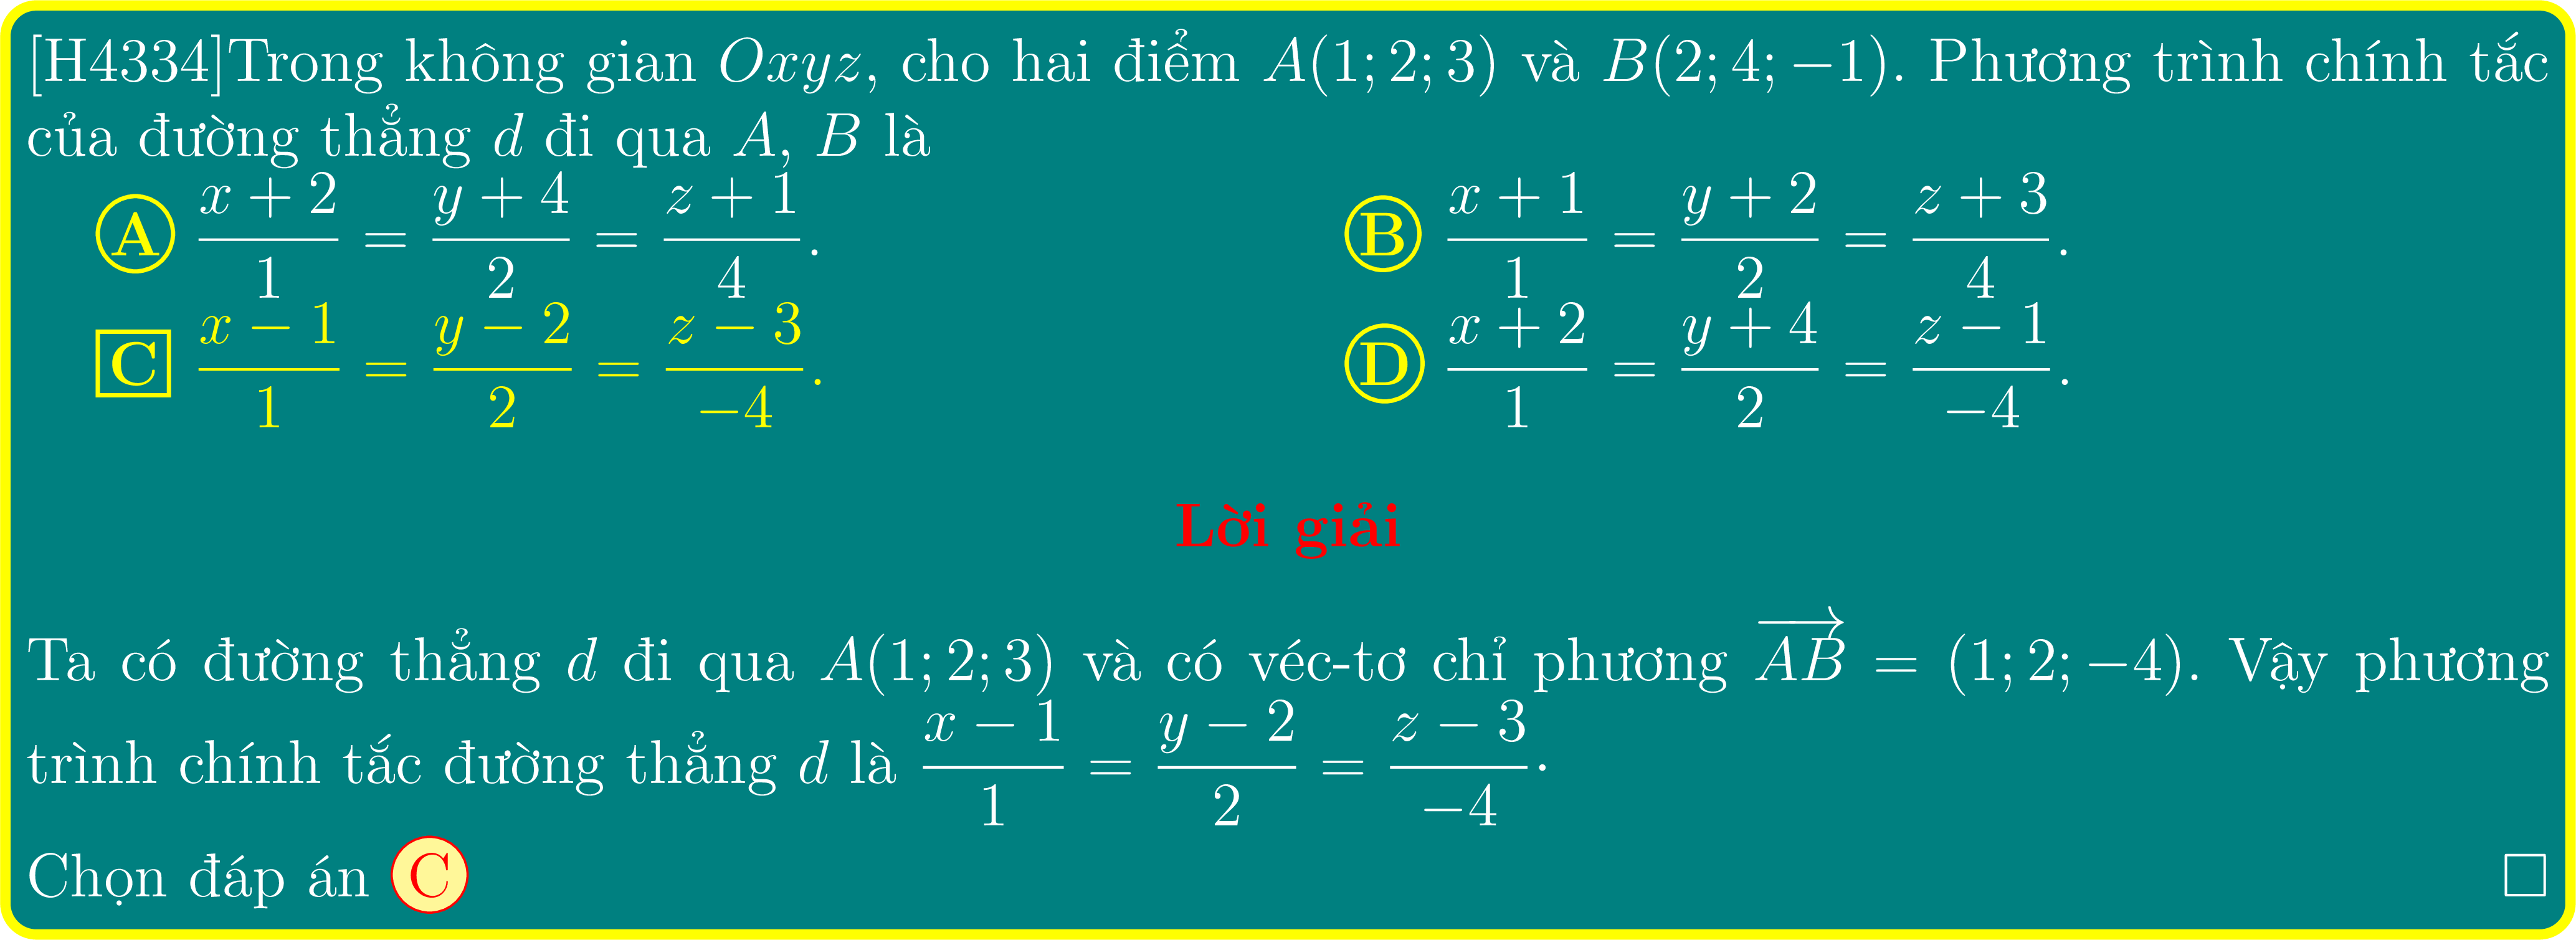 [H4334]Trong không gian Oxyz, cho hai điểm A(1; 2; 3) và B(2; 4; −1). Phương trình chính tắc
của đường thẳng d đi qua A, B là
A $\frac{x+2}{1} = \frac{y+4}{2} = \frac{z+1}{4}$. B $\frac{x+1}{1} = \frac{y+2}{2} = \frac{z+3}{4}$.
C $\frac{x-1}{1} = \frac{y-2}{2} = \frac{z-3}{-4}$. D $\frac{x+2}{1} = \frac{y+4}{2} = \frac{z-1}{-4}$.
Lời giải
Ta có đường thẳng d đi qua A(1; 2; 3) và có véc-tơ chỉ phương $\overrightarrow{AB}$ = (1; 2; −4). Vậy phương
trình chính tắc đường thẳng d là $\frac{x-1}{1} = \frac{y-2}{2} = \frac{z-3}{-4}$·
Chọn đáp án C □